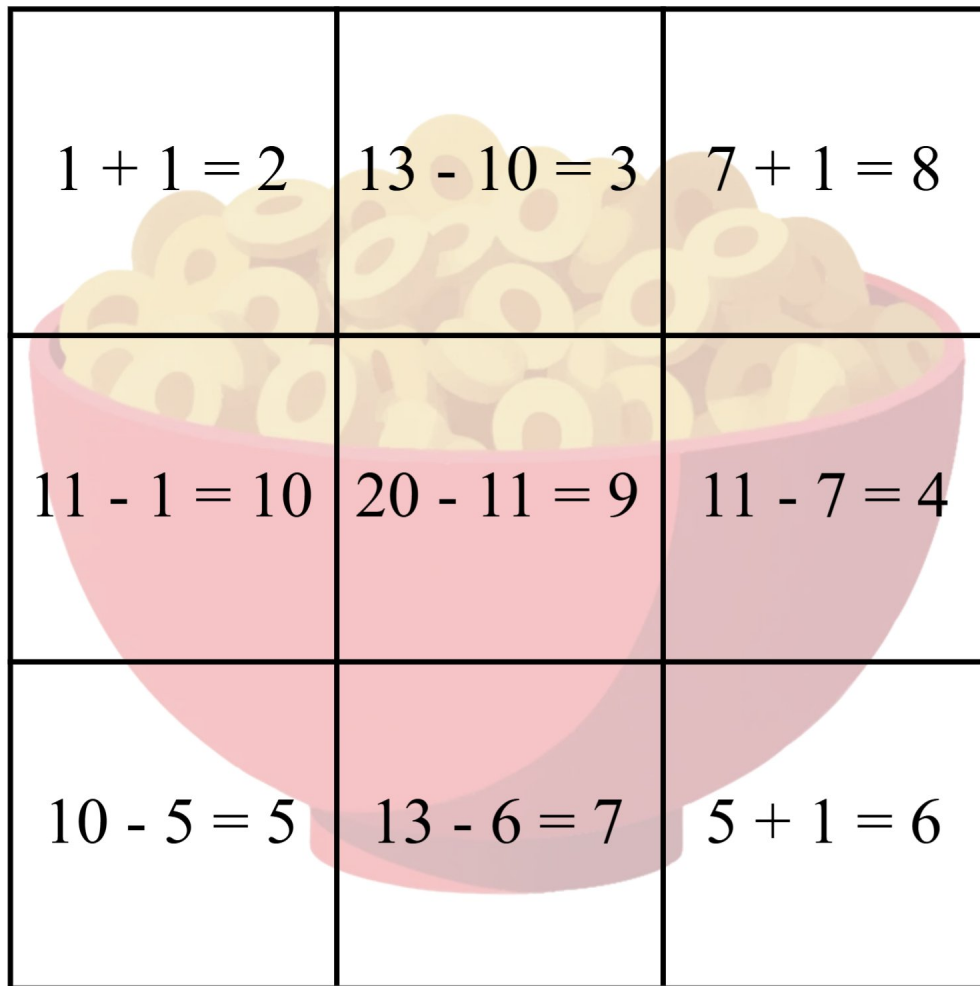 1 + 1 = 2
13 - 10 = 3
7 + 1 = 8
11 - 1 = 10
20 - 11 = 9
11 - 7 = 4
10 - 5 = 5
13 - 6 = 7
5 + 1 = 6